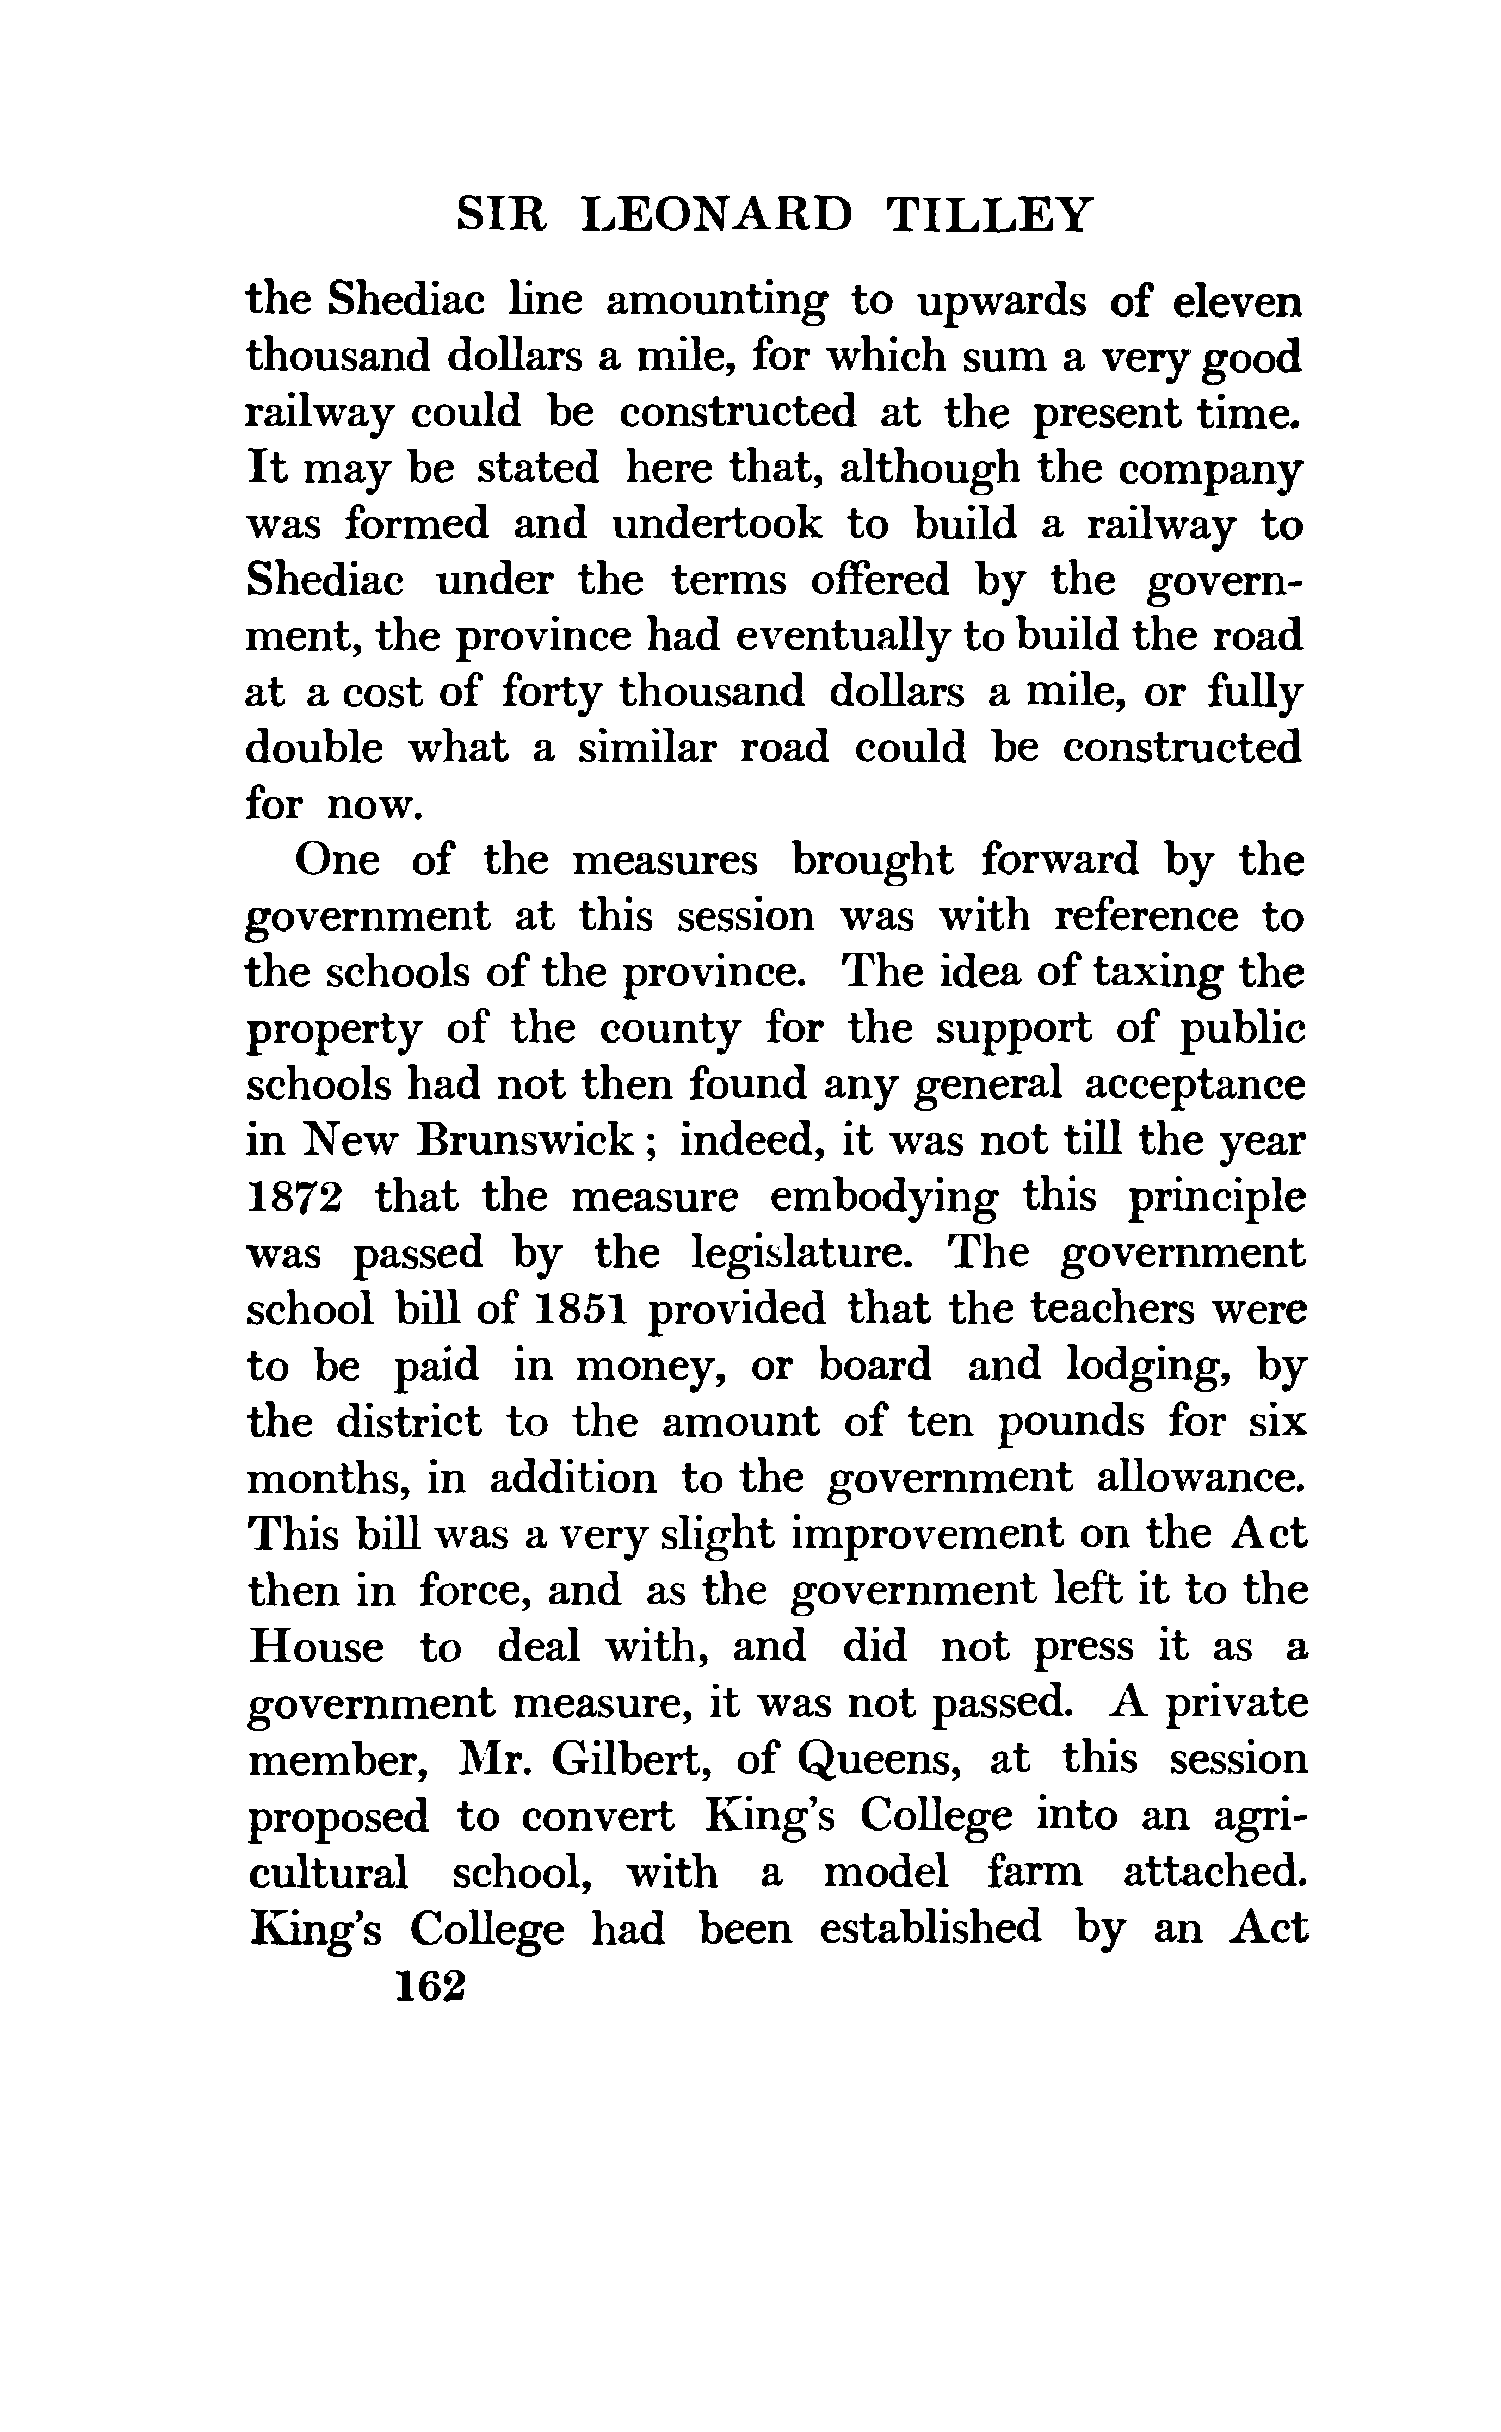 SIR LEONARD TILLEY
the Shediac line amounting to upwards of eleven
thousand dollars a mile, for which sum a very good
railway could be constructed at the present time.
It may be stated here that, although the company
was formed and undertook to build a railway to
Shediac under the terms offered by the govern-
ment, the province had eventually to build the road
at a cost of forty thousand dollars a mile, or fully
double what a similar road could be constructed
for now.
One of the measures brought forward by the
government at this session was with reference to
the schools of the province. The idea of taxing the
property of the county for the support of public
schools had not then found any general acceptance
in New Brunswick ; indeed, it was not till the year
1872 that the measure embodying this principle
was passed by the legislature. The government
school bill of 1851 provided that the teachers were
to be paid in money, or board and lodging, by
the district to the amount of ten pounds for six
months, in addition to the government allowance.
This bill was a very slight improvement on the Act
then in force, and as the government left it to the
House to deal with, and did not press it as a
government measure, it was not passed. A private
member, Mr. Gilbert, of Queens, at this session
proposed to convert King's College into an agri-
cultural school, with a model farm attached.
King's College had been established by an Act
162